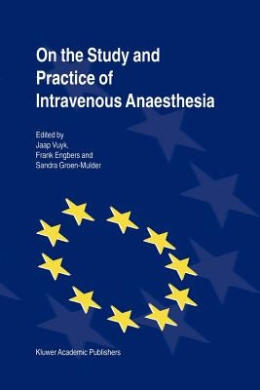 On the Study and
Practice of
Intravenous Anaesthesia
Edited by
Jaap Vuyk,
Frank Engbers and
Sandra Groen-Mulder
Kluwer Academic Publishers